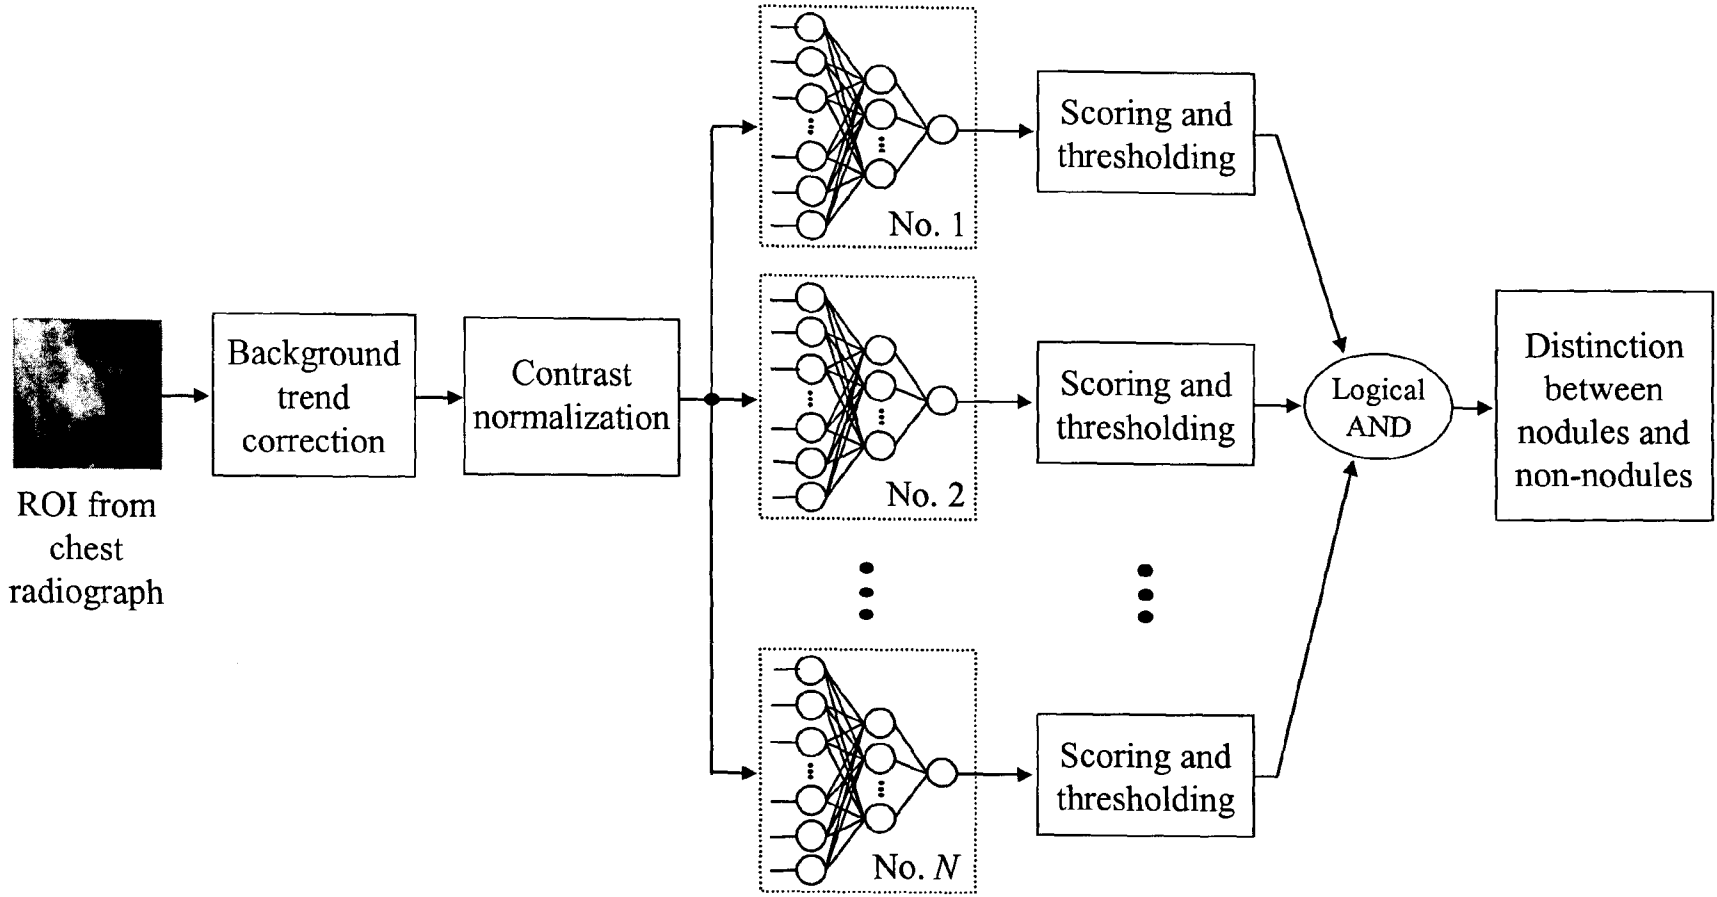 ROI from
chest
radiograph
Background
trend
correction
Contrast
normalization
No. 1
No. 2
No. N
Scoring and
thresholding
Scoring and
thresholding
Scoring and
thresholding
Logical
AND
Distinction
between
nodules and
non-nodules